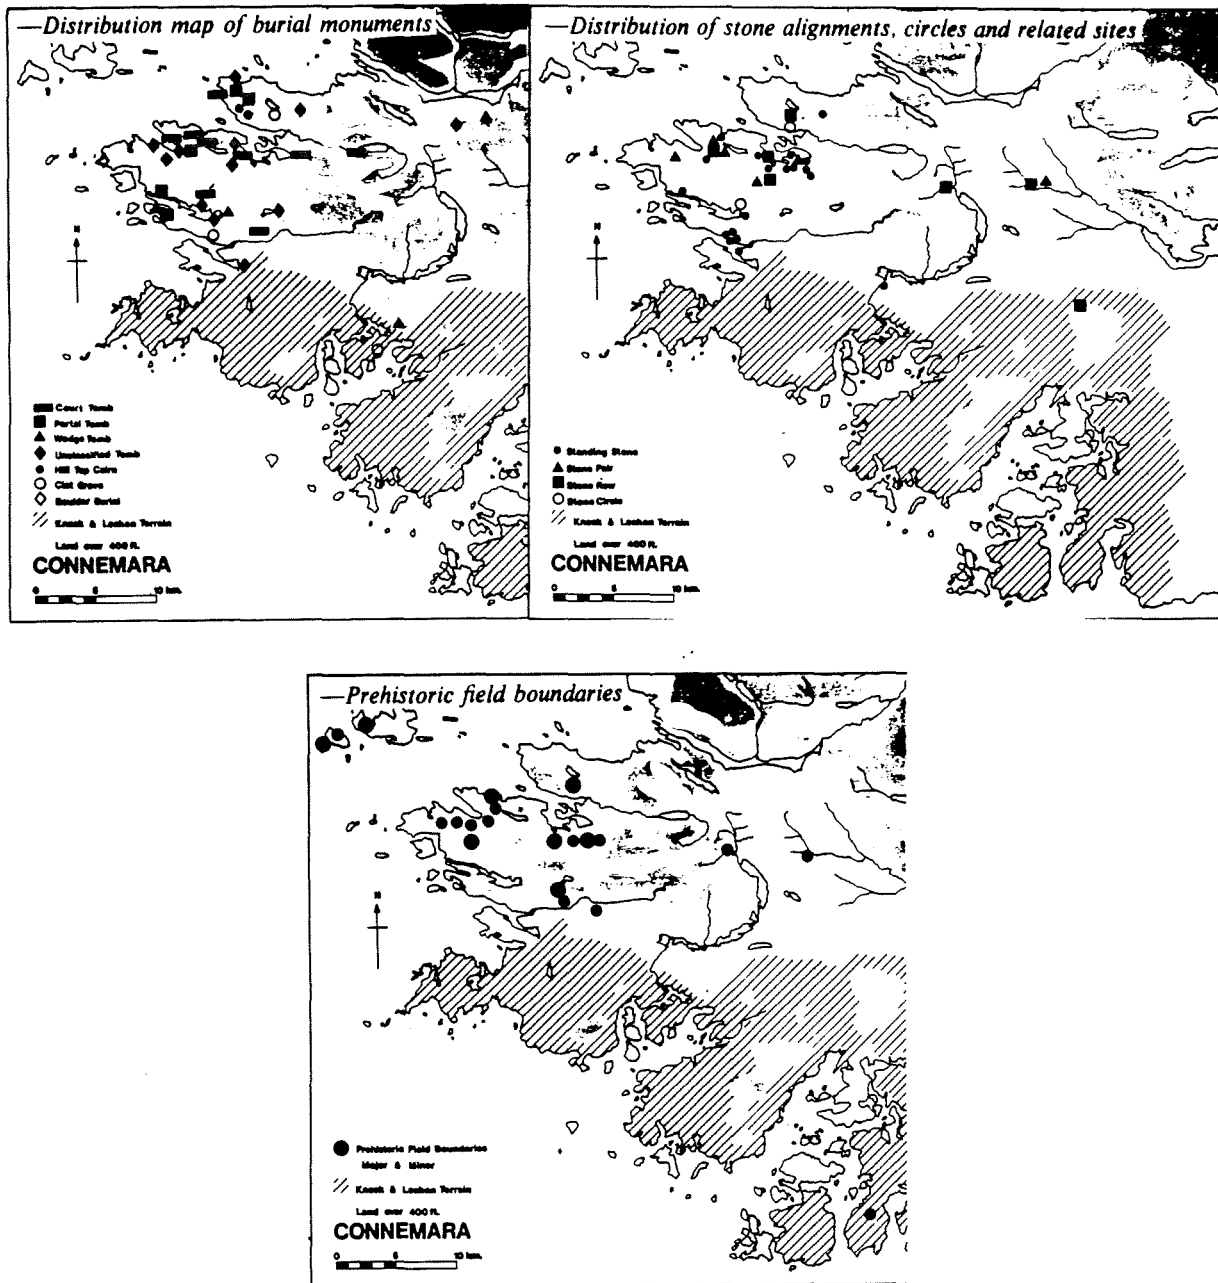 —Distribution map of burial monuments
N
Court Tomb
Portal Tomb
Wedge Tomb
Unclassified Tomb
Hill Top Cairn
Cist Grave
Boulder Burial
Knock & Lochan Terrain
Land over 400 ft.
CONNEMARA
0 5 10 km.
—Distribution of stone alignments, circles and related sites
N
Standing Stone
Stone Pair
Stone Row
Stone Circle
Knock & Lochan Terrain
Land over 400 ft.
CONNEMARA
0 5 10 km.
—Prehistoric field boundaries
N
Prehistoric Field Boundaries
Major & Minor
Knock & Lochan Terrain
Land over 400 ft.
CONNEMARA
0 5 10 km.